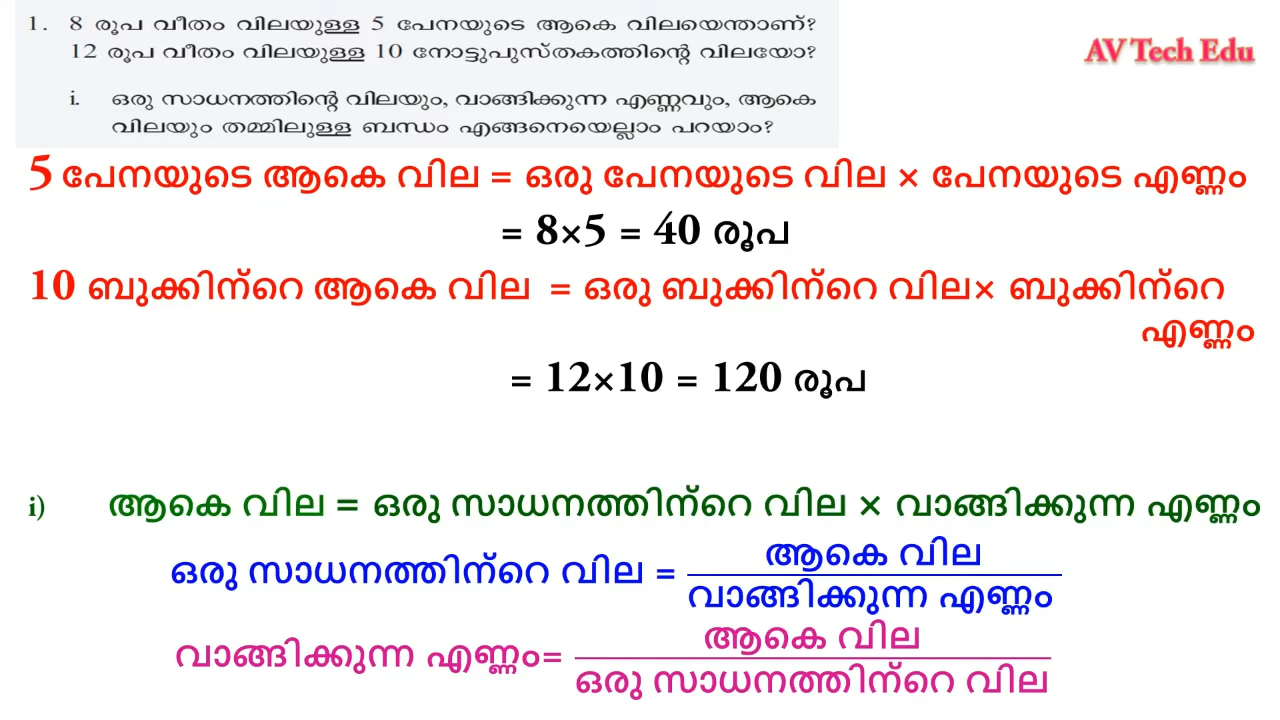 1. 8 രൂപ വീതം വിലയുള്ള 5 പേനയുടെ ആകെ വിലയെന്താണ്?
12 രൂപ വീതം വിലയുള്ള 10 നോട്ടുപുസ്തകത്തിന്റെ വിലയോ?
AV Tech Edu
i. ഒരു സാധനത്തിന്റെ വിലയും, വാങ്ങിക്കുന്ന എണ്ണവും, ആകെ
വിലയും തമ്മിലുള്ള ബന്ധം എങ്ങനെയെല്ലാം പറയാം?
5 പേനയുടെ ആകെ വില = ഒരു പേനയുടെ വില × പേനയുടെ എണ്ണം
= 8×5 = 40 രൂപ
10 ബുക്കിന്റെ ആകെ വില = ഒരു ബുക്കിന്റെ വില× ബുക്കിന്റെ
എണ്ണം
= 12×10 = 120 രൂപ
i) ആകെ വില = ഒരു സാധനത്തിന്റെ വില × വാങ്ങിക്കുന്ന എണ്ണം
ഒരു സാധനത്തിന്റെ വില = ആകെ വില
വാങ്ങിക്കുന്ന എണ്ണം
വാങ്ങിക്കുന്ന എണ്ണം= ആകെ വില
ഒരു സാധനത്തിന്റെ വില